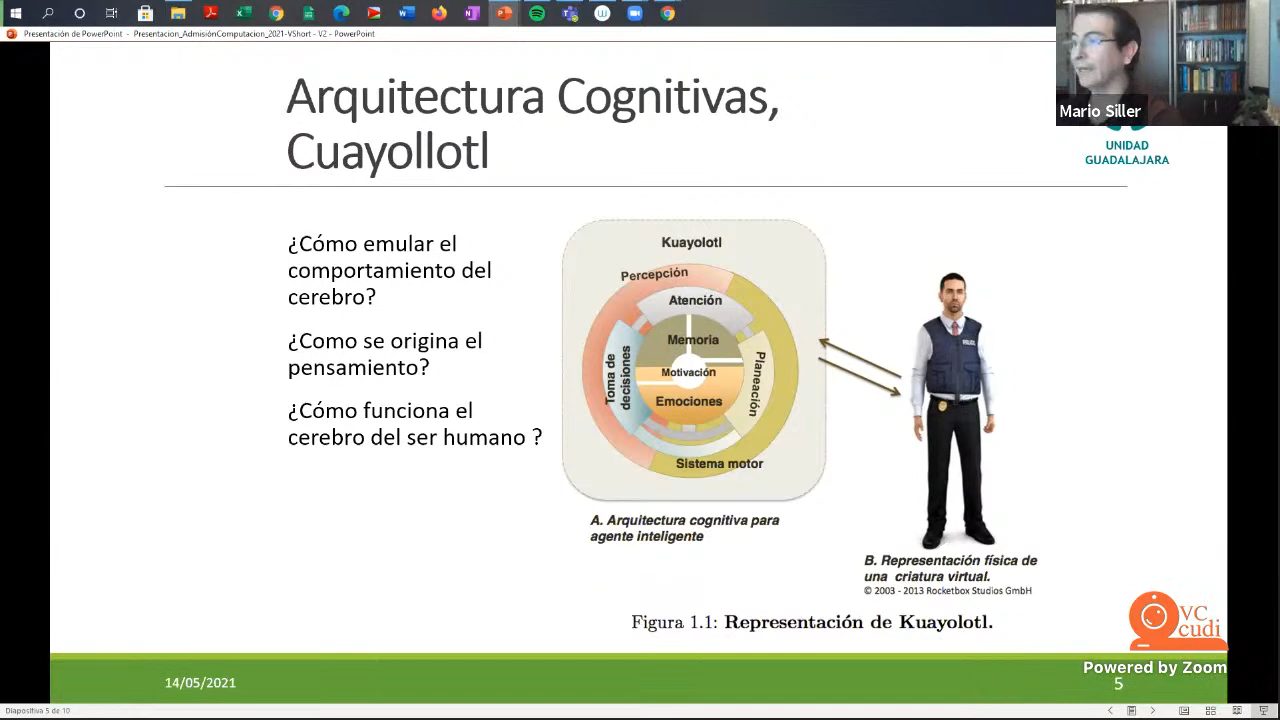 Presentación de PowerPoint - Presentacion_AdmisiónComputacion_2021-VShort - V2 - PowerPoint
Mario Siller
Arquitectura Cognitivas,
Cuayollotl
UNIDAD
GUADALAJARA
¿Cómo emular el
comportamiento del
cerebro?
¿Como se origina el
pensamiento?
¿Cómo funciona el
cerebro del ser humano ?
Kuayolotl
Percepción
Atención
Memoria
Motivación
Emociones
Toma de
decisiones
Planeación
Sistema motor
POLICE
A. Arquitectura cognitiva para
agente inteligente
B. Representación física de
una criatura virtual.
© 2003 - 2013 Rocketbox Studios GmbH
Figura 1.1: Representación de Kuayolotl.
VC
cudi
Powered by Zoom
14/05/2021
5
Diapositiva 5 de 10